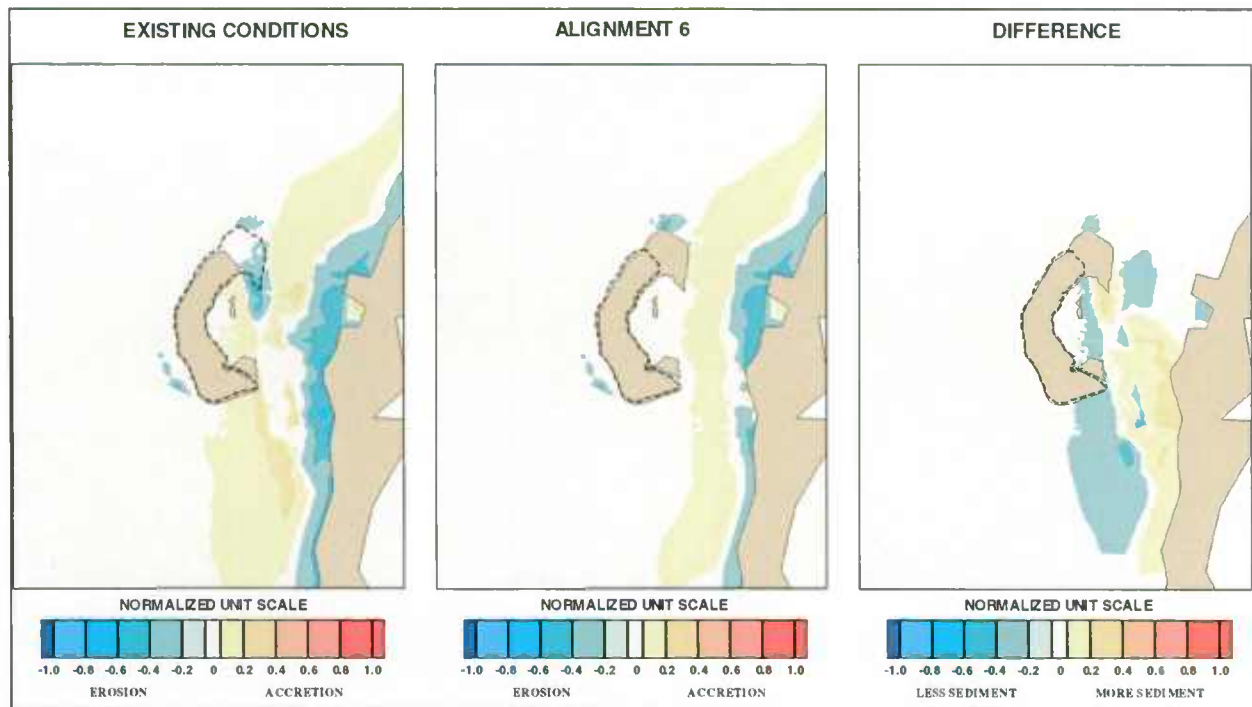 EXISTING CONDITIONS
ALIGNMENT 6
DIFFERENCE
NORMALIZED UNIT SCALE
NORMALIZED UNIT SCALE
NORMALIZED UNIT SCALE
-1.0 -0.8 -0.6 -0.4 -0.2 0 0.2 0.4 0.6 0.8 1.0
-1.0 -0.8 -0.6 -0.4 -0.2 0 0.2 0.4 0.6 0.8 1.0
-1.0 -0.8 -0.6 -0.4 -0.2 0 0.2 0.4 0.6 0.8 1.0
EROSION ACCRETION
EROSION ACCRETION
LESS SEDIMENT MORE SEDIMENT